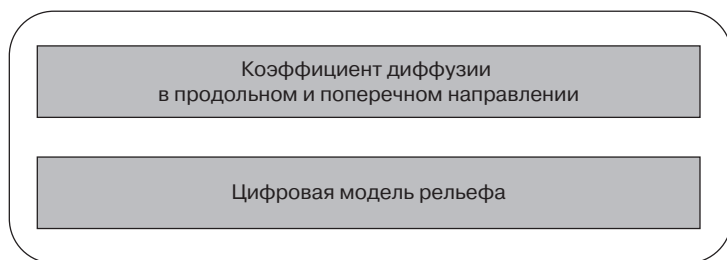 Коэффициент диффузии
в продольном и поперечном направлении
Цифровая модель рельефа